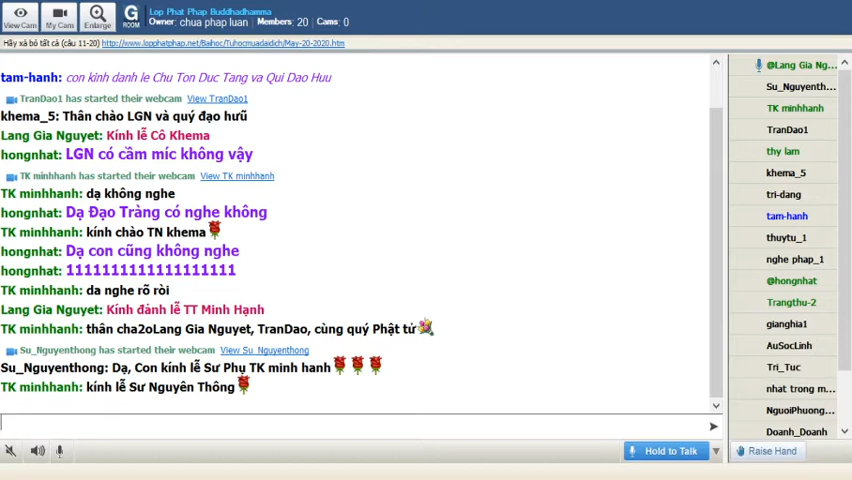 Lop Phat Phap Buddhadhamma
Owner: chua phap luan Members: 20 Cams: 0
View Cam
My Cam
Enlarge
G
ROOM
Hãy xả bỏ tất cả (câu 11-20) http://www.lopphatphap.net/Baihoc/Tuhocmuadaidich/May-20-2020.htm
tam-hanh: con kinh danh le Chu Ton Duc Tang va Qui Dao Huu
TranDao1 has started their webcam View TranDao1
khema_5: Thân chào LGN và quý đạo hưũ
Lang Gia Nguyet: Kính lễ Cô Khema
hongnhat: LGN có cầm míc không vậy
TK minhhanh has started their webcam View TK minhhanh
TK minhhanh: dạ không nghe
hongnhat: Dạ Đạo Tràng có nghe không
TK minhhanh: kính chào TN khema
hongnhat: Dạ con cũng không nghe
hongnhat: 1111111111111111111
TK minhhanh: da nghe rõ ròi
Lang Gia Nguyet: Kính đảnh lễ TT Minh Hạnh
TK minhhanh: thân cha2oLang Gia Nguyet, TranDao, cùng quý Phật tử
Su_Nguyenthong has started their webcam View Su_Nguyenthong
Su_Nguyenthong: Dạ, Con kính lễ Sư Phụ TK minh hanh
TK minhhanh: kính lễ Sư Nguyên Thông
@Lang Gia Ng...
Su_Nguyenth...
TK minhhanh
TranDao1
thy lam
khema_5
tri-dang
tam-hanh
thuytu_1
nghe phap_1
@hongnhat
Trangthu-2
gianghia1
AuSocLinh
Tri_Tuc
nhat trong m...
NguoiPhuong...
Doanh_Doanh
Hold to Talk
Raise Hand